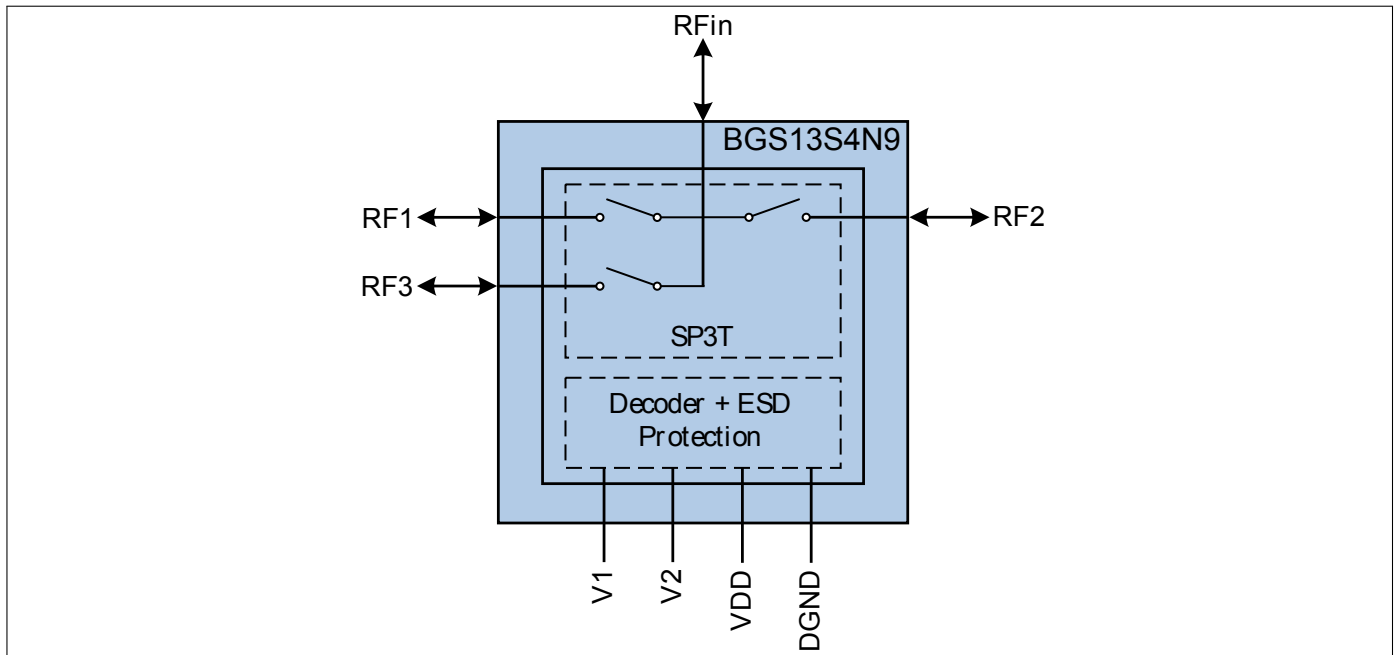 RFin
BGS13S4N9
RF1
RF2
RF3
SP3T
Decoder + ESD
Protection
V1
V2
VDD
DGND